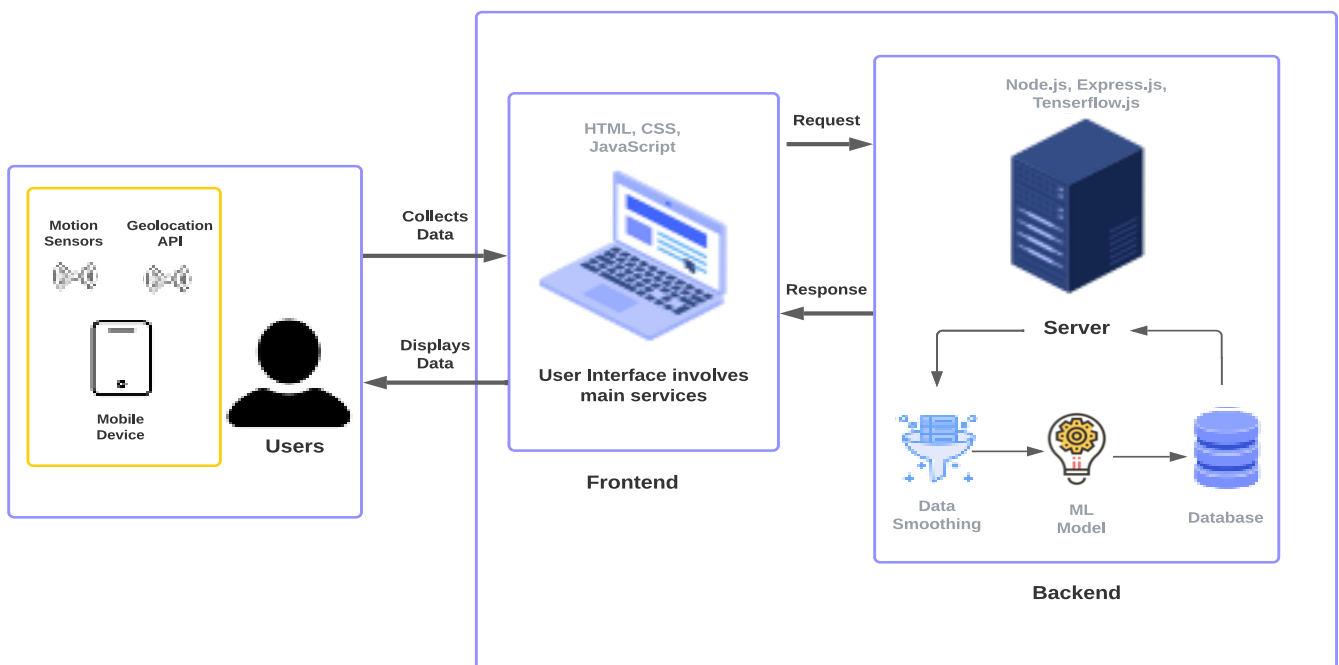 Motion
Sensors
Geolocation
API
Mobile
Device
Users
Collects
Data
Displays
Data
HTML, CSS,
JavaScript
User Interface involves
main services
Frontend
Request
Response
Node.js, Express.js,
Tenserflow.js
Server
Data
Smoothing
ML
Model
Database
Backend